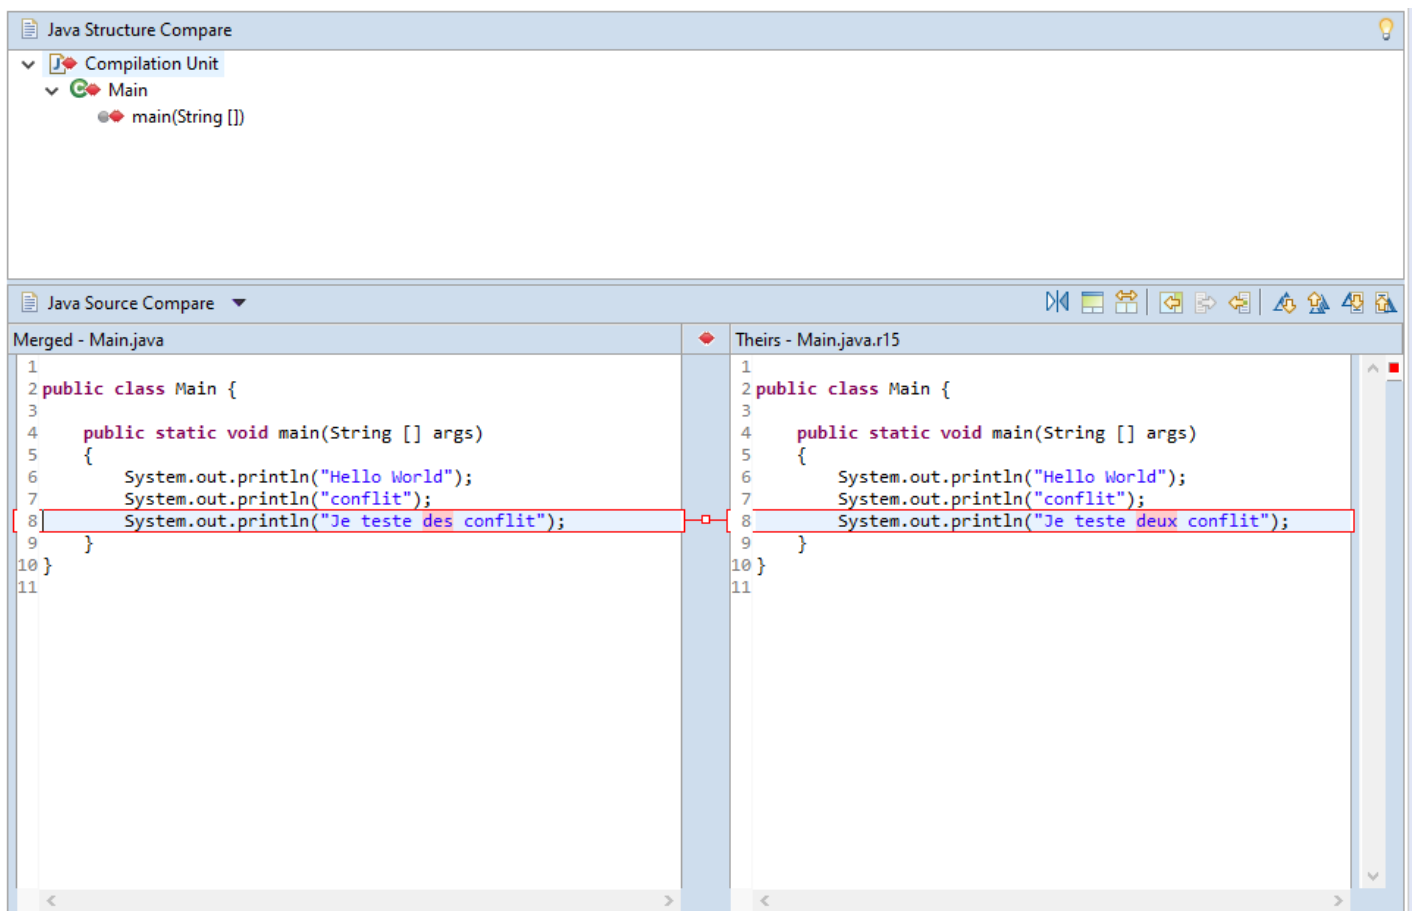 Java Structure Compare
Compilation Unit
Main
main(String [])
Java Source Compare
Merged - Main.java
1
2 public class Main {
3
4 public static void main(String [] args)
5 {
6 System.out.println("Hello World");
7 System.out.println("conflit");
8 System.out.println("Je teste des conflit");
9 }
10 }
11
Theirs - Main.java.r15
1
2 public class Main {
3
4 public static void main(String [] args)
5 {
6 System.out.println("Hello World");
7 System.out.println("conflit");
8 System.out.println("Je teste deux conflit");
9 }
10 }
11